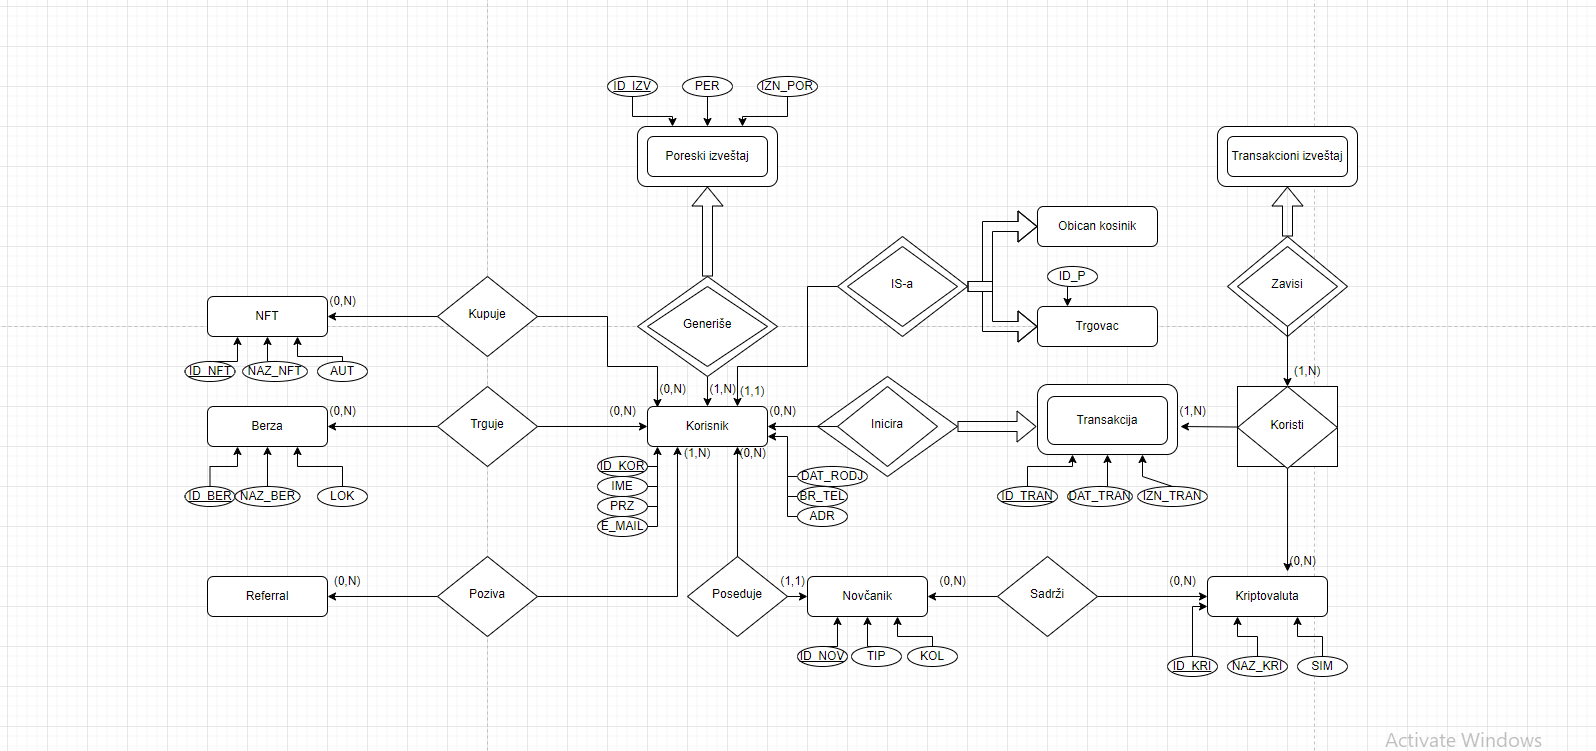 ID_IZV
PER
IZN_POR
Poreski izveštaj
Transakcioni izveštaj
Obican kosinik
IS-a
Zavisi
ID_P
NFT
(0,N)
Kupuje
Generiše
Trgovac
ID_NFT
NAZ_NFT
AUT
(0,N)
(1,N)
(1,1)
(1,N)
Berza
(0,N)
Trguje
(0,N)
Korisnik
(0,N)
Inicira
Transakcija
(1,N)
Koristi
(1,N)
(0,N)
ID_BER
NAZ_BER
LOK
ID_KOR
IME
PRZ
E_MAIL
DAT_RODJ
BR_TEL
ADR
ID_TRAN
DAT_TRAN
IZN_TRAN
(0,N)
Referral
(0,N)
Poziva
Poseduje
(1,1)
Novčanik
(0,N)
Sadrži
(0,N)
Kriptovaluta
ID_NOV
TIP
KOL
ID_KRI
NAZ_KRI
SIM
Activate Windows